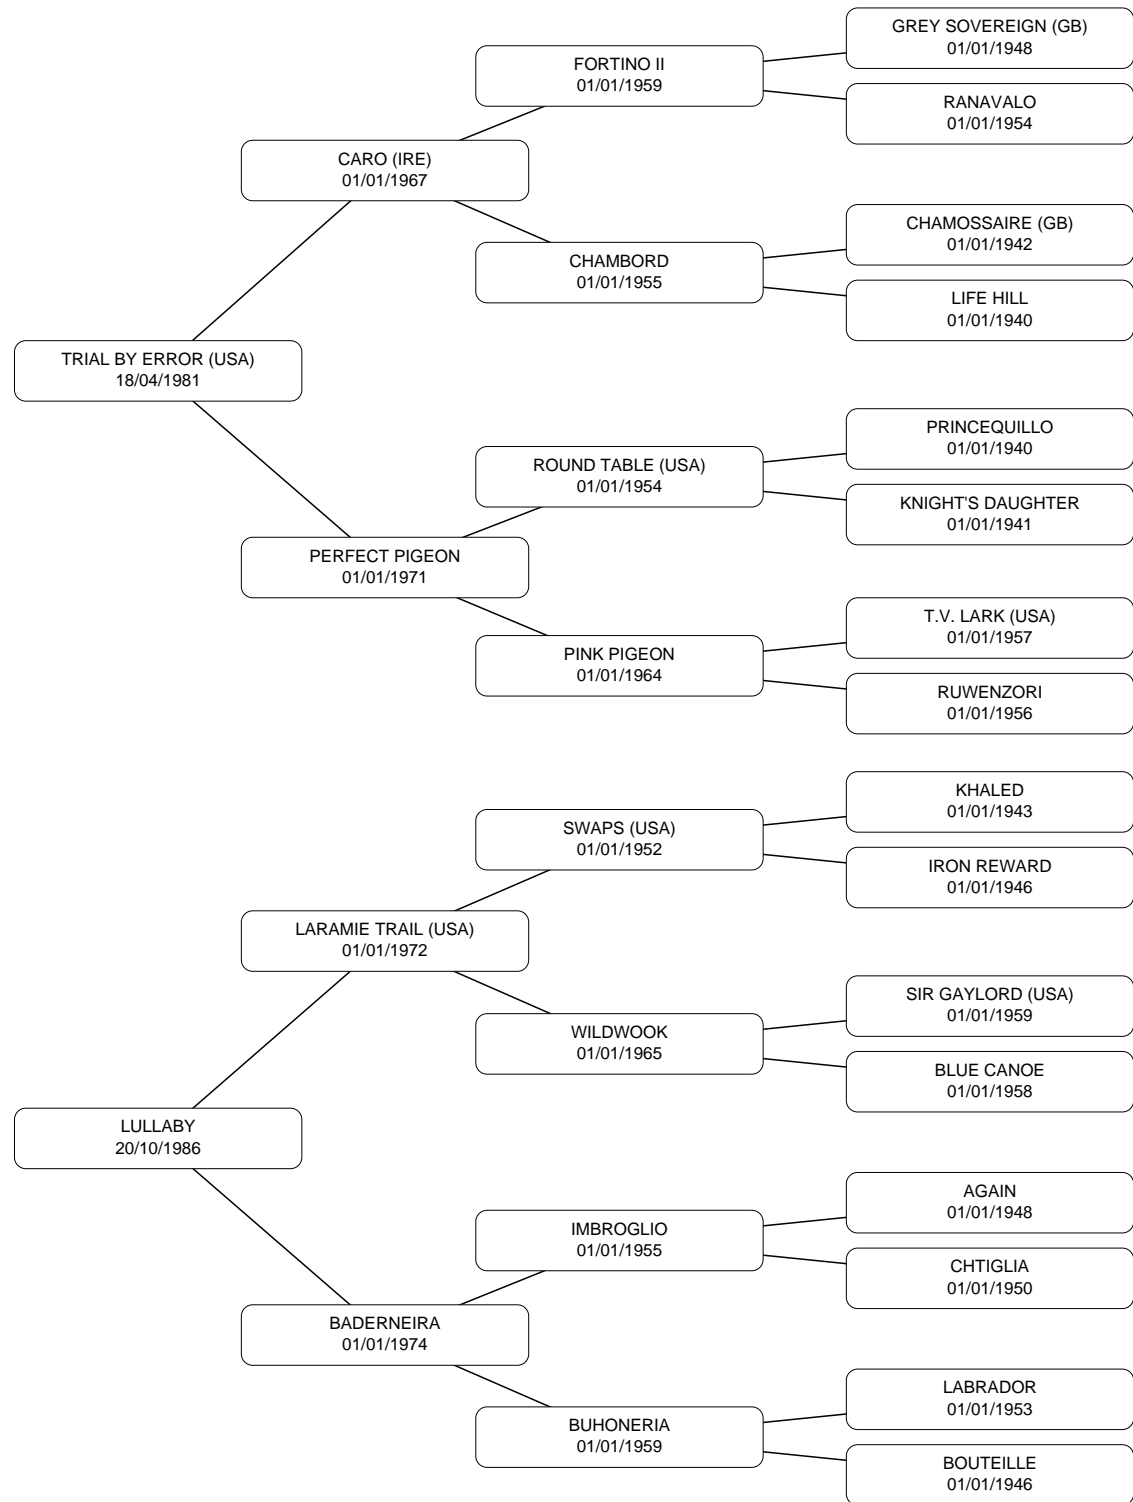 GREY SOVEREIGN (GB)
01/01/1948
FORTINO II
01/01/1959
RANAVALO
01/01/1954
CARO (IRE)
01/01/1967
CHAMOSSAIRE (GB)
01/01/1942
CHAMBORD
01/01/1955
LIFE HILL
01/01/1940
TRIAL BY ERROR (USA)
18/04/1981
PRINCEQUILLO
01/01/1940
ROUND TABLE (USA)
01/01/1954
KNIGHT'S DAUGHTER
01/01/1941
PERFECT PIGEON
01/01/1971
T.V. LARK (USA)
01/01/1957
PINK PIGEON
01/01/1964
RUWENZORI
01/01/1956
KHALED
01/01/1943
SWAPS (USA)
01/01/1952
IRON REWARD
01/01/1946
LARAMIE TRAIL (USA)
01/01/1972
SIR GAYLORD (USA)
01/01/1959
WILDWOOK
01/01/1965
BLUE CANOE
01/01/1958
LULLABY
20/10/1986
AGAIN
01/01/1948
IMBROGLIO
01/01/1955
CHTIGLIA
01/01/1950
BADERNEIRA
01/01/1974
LABRADOR
01/01/1953
BUHONERIA
01/01/1959
BOUTEILLE
01/01/1946